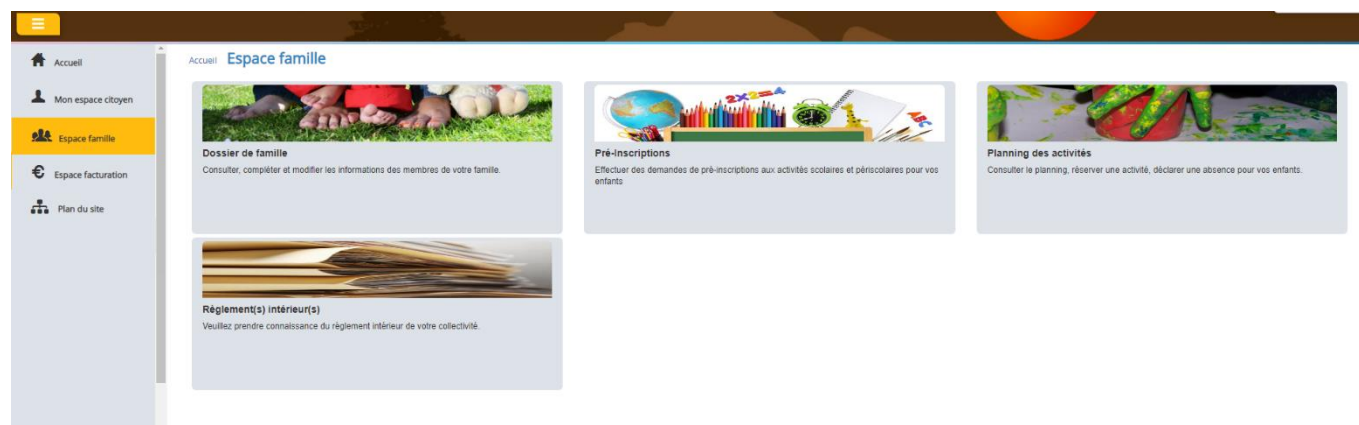 Accueil
Mon espace citoyen
Espace famille
Espace facturation
Plan du site
Accueil Espace famille
2x2=4
ABC
Dossier de famille
Consulter, compléter et modifier les informations des membres de votre famille.
Pré-Inscriptions
Effectuer des demandes de pré-inscriptions aux activités scolaires et périscolaires pour vos
enfants
Planning des activités
Consulter le planning, réserver une activité, déclarer une absence pour vos enfants.
Règlement(s) intérieur(s)
Veuillez prendre connaissance du règlement intérieur de votre collectivité.